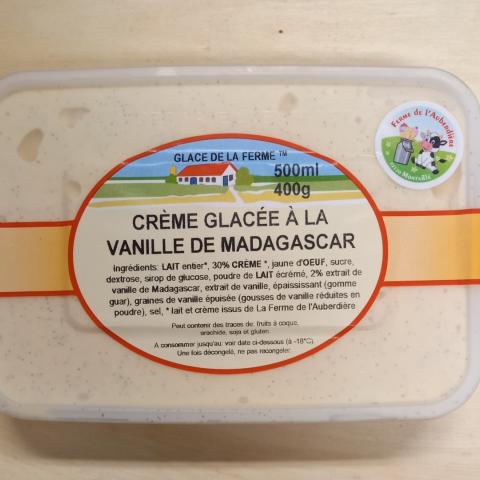 GLACE DE LA FERME ™
500ml
400g
Ferme de l'Auberdière
CRÈME GLACÉE À LA
VANILLE DE MADAGASCAR
Ingrédients: LAIT entier*, 30% CRÈME *, jaune d'OEUF, sucre,
dextrose, sirop de glucose, poudre de LAIT écrémé, 2% extrait de
vanille de Madagascar, extrait de vanille, épaississant (gomme
guar), graines de vanille épuisée (gousses de vanille réduites en
poudre), sel, * lait et crème issus de La Ferme de l'Auberdière
Peut contenir des traces de: fruits à coque,
arachide, soja et gluten.
A consommer jusqu'au: voir date ci-dessous (à -18°C).
Une fois décongelé, ne pas recongeler.